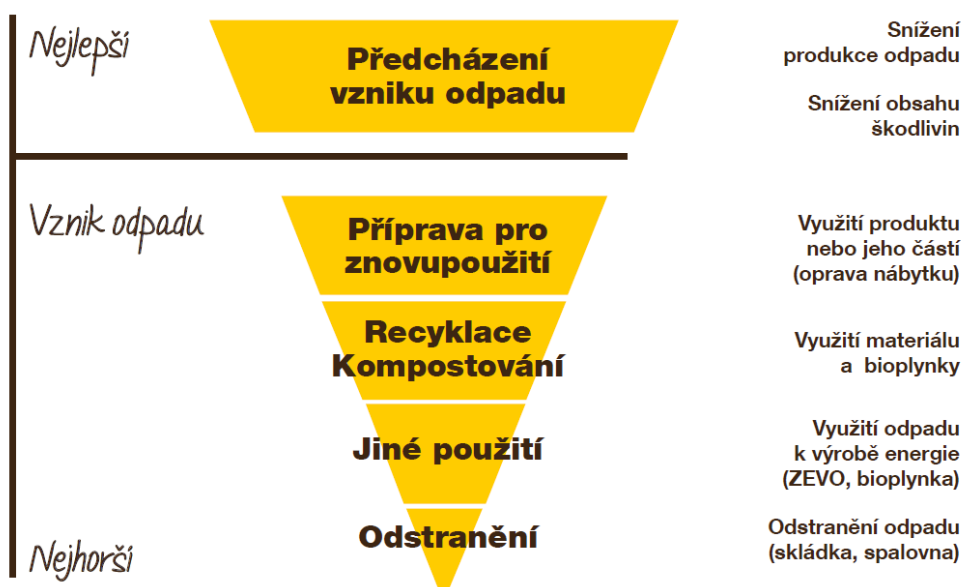 Nejlepší
Předcházení
vzniku odpadu
Snížení
produkce odpadu
Snížení obsahu
škodlivin
Vznik odpadu
Příprava pro
znovupoužití
Využití produktu
nebo jeho částí
(oprava nábytku)
Recyklace
Kompostování
Využití materiálu
a bioplynky
Jiné použití
Využití odpadu
k výrobě energie
(ZEVO, bioplynka)
Nejhorší
Odstranění
Odstranění odpadu
(skládka, spalovna)